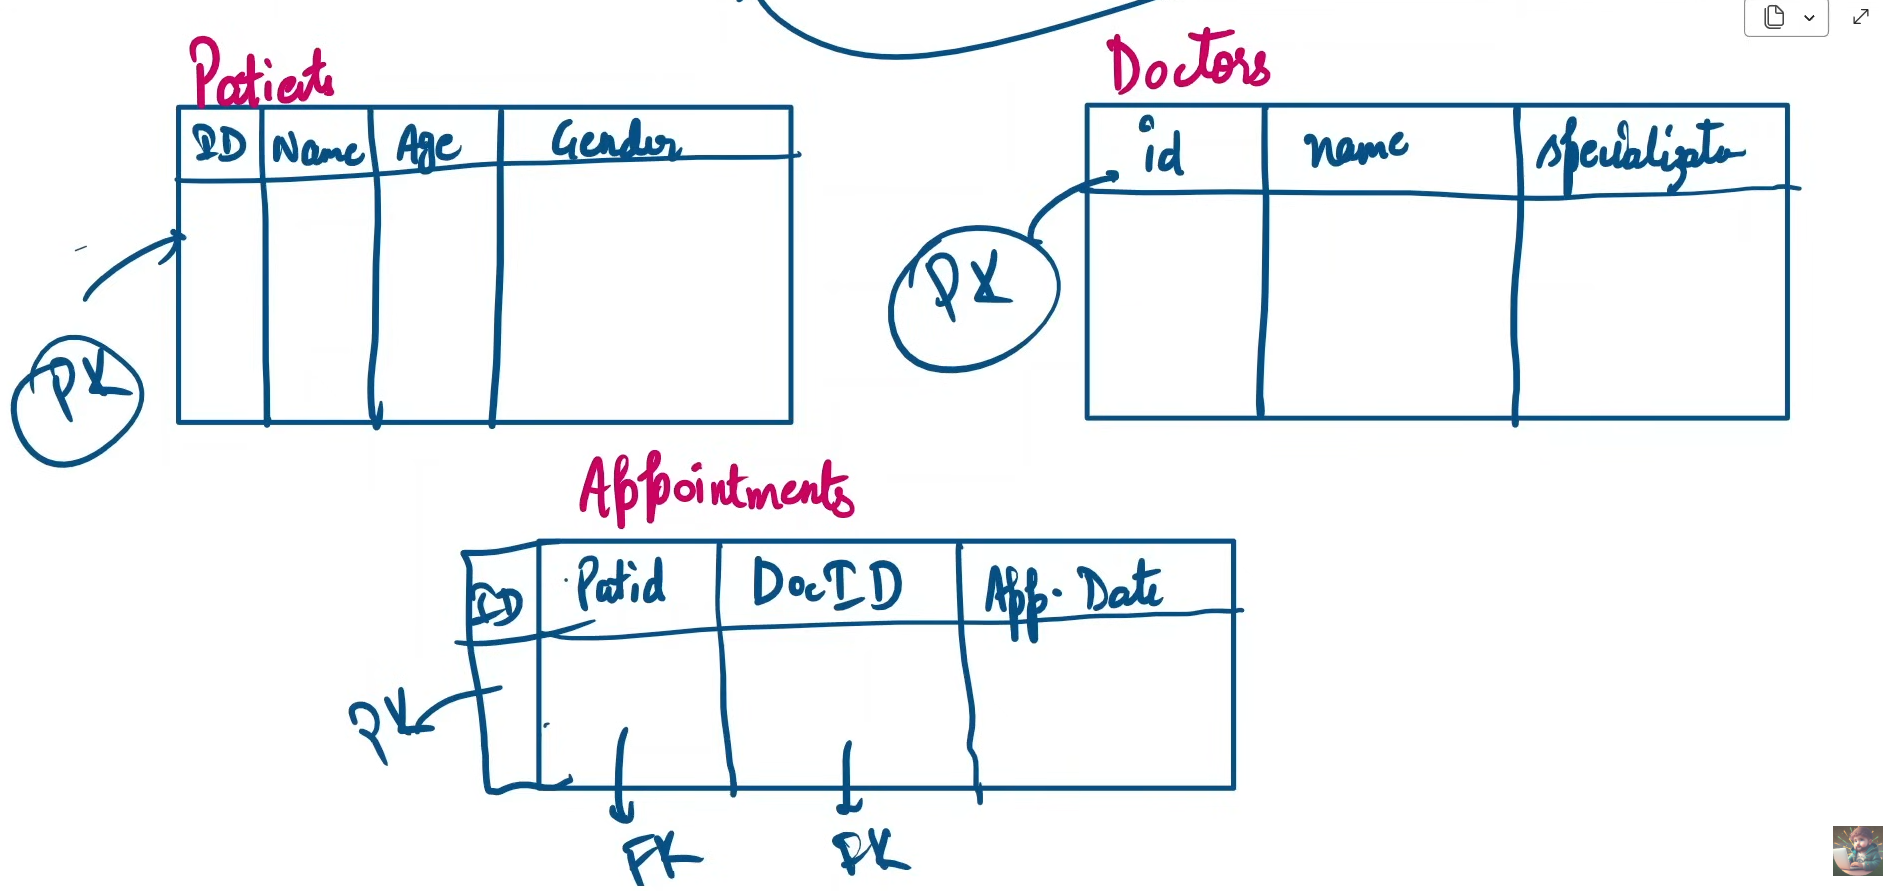 Patients
ID Name Age Gender
PK
Doctors
id name specialization
PK
Appointments
ID Patid DocID App. Date
PK
FK
FK